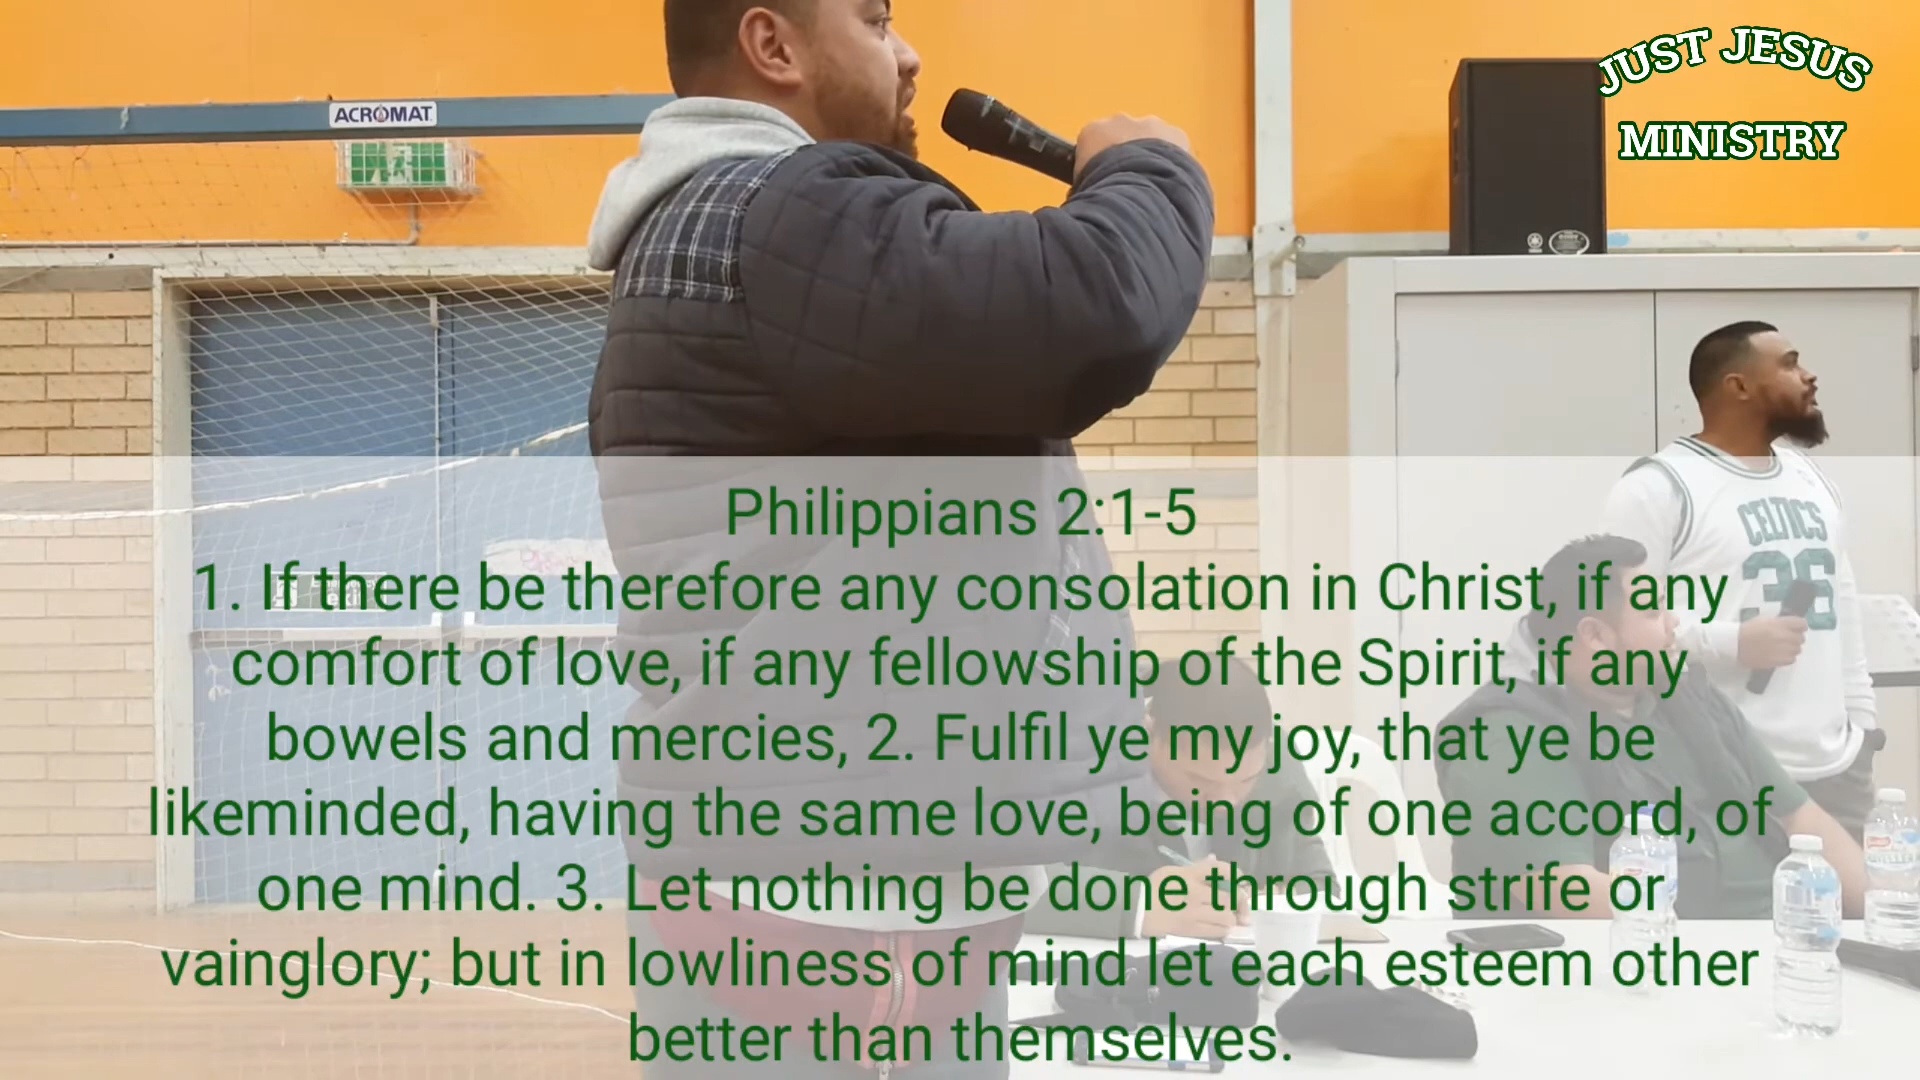 JUST JESUS
MINISTRY
ACROMAT
CELTICS
36
Philippians 2:1-5
1. If there be therefore any consolation in Christ, if any
comfort of love, if any fellowship of the Spirit, if any
bowels and mercies, 2. Fulfil ye my joy, that ye be
likeminded, having the same love, being of one accord, of
one mind. 3. Let nothing be done through strife or
vainglory; but in lowliness of mind let each esteem other
better than themselves.